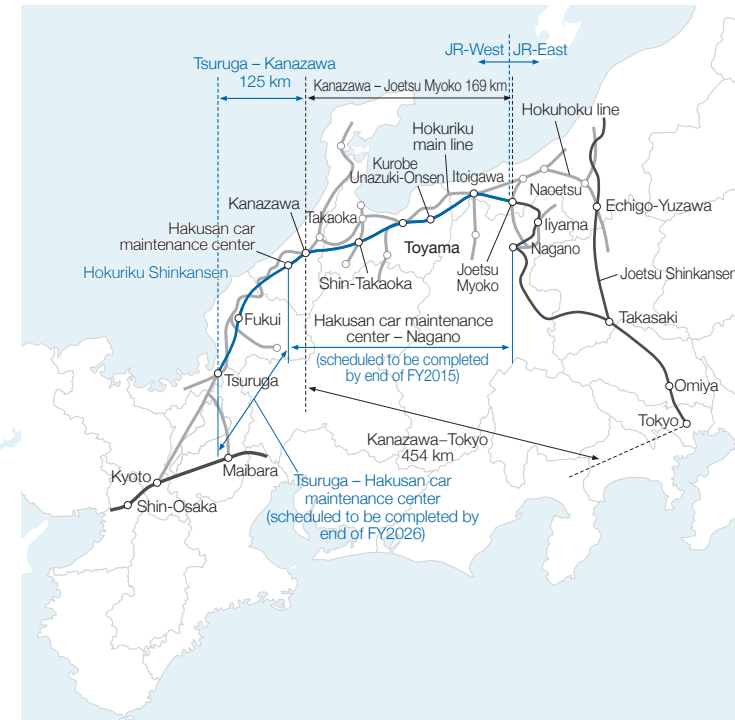 JR-West
JR-East
Tsuruga – Kanazawa
125 km
Kanazawa – Joetsu Myoko 169 km
Hokuhoku line
Hokuriku
main line
Kurobe
Unazuki-Onsen
Itoigawa
Naoetsu
Kanazawa
Takaoka
Echigo-Yuzawa
Hakusan car
maintenance center
Iiyama
Toyama
Nagano
Hokuriku Shinkansen
Joetsu
Myoko
Joetsu Shinkansen
Shin-Takaoka
Fukui
Hakusan car maintenance
center – Nagano
(scheduled to be completed
by end of FY2015)
Takasaki
Tsuruga
Omiya
Tokyo
Kanazawa–Tokyo
454 km
Maibara
Kyoto
Shin-Osaka
Tsuruga – Hakusan car
maintenance center
(scheduled to be completed by
end of FY2026)